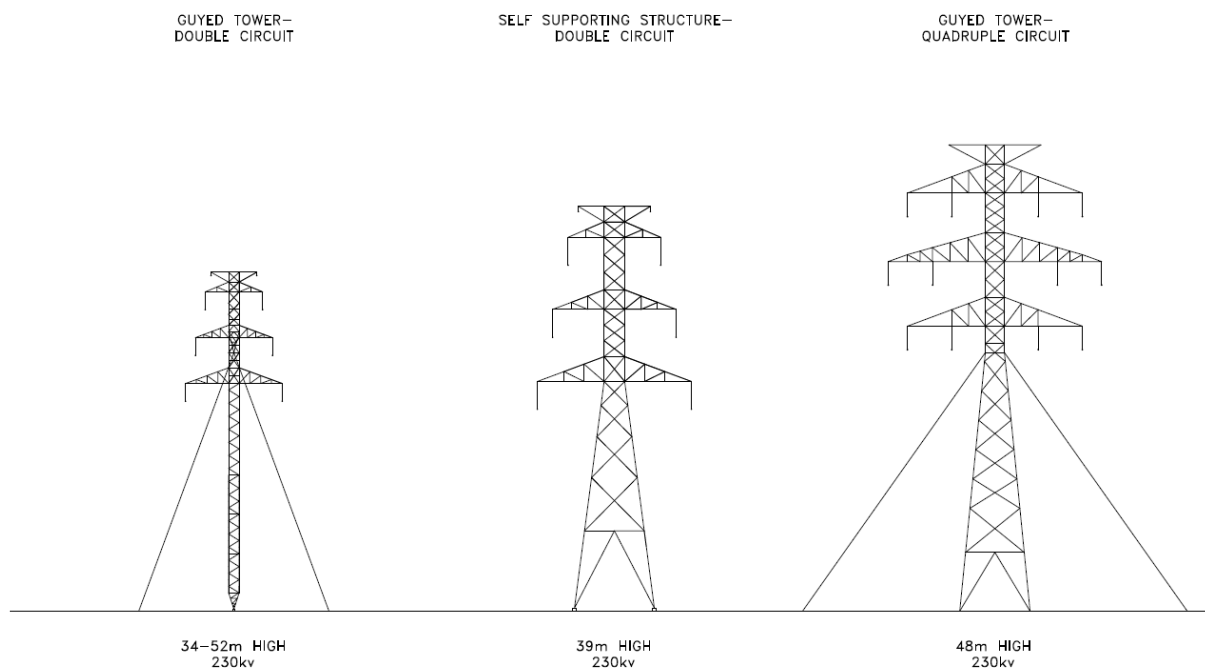 GUYED TOWER–
DOUBLE CIRCUIT
SELF SUPPORTING STRUCTURE–
DOUBLE CIRCUIT
GUYED TOWER–
QUADRUPLE CIRCUIT
34–52m HIGH
230kv
39m HIGH
230kv
48m HIGH
230kv